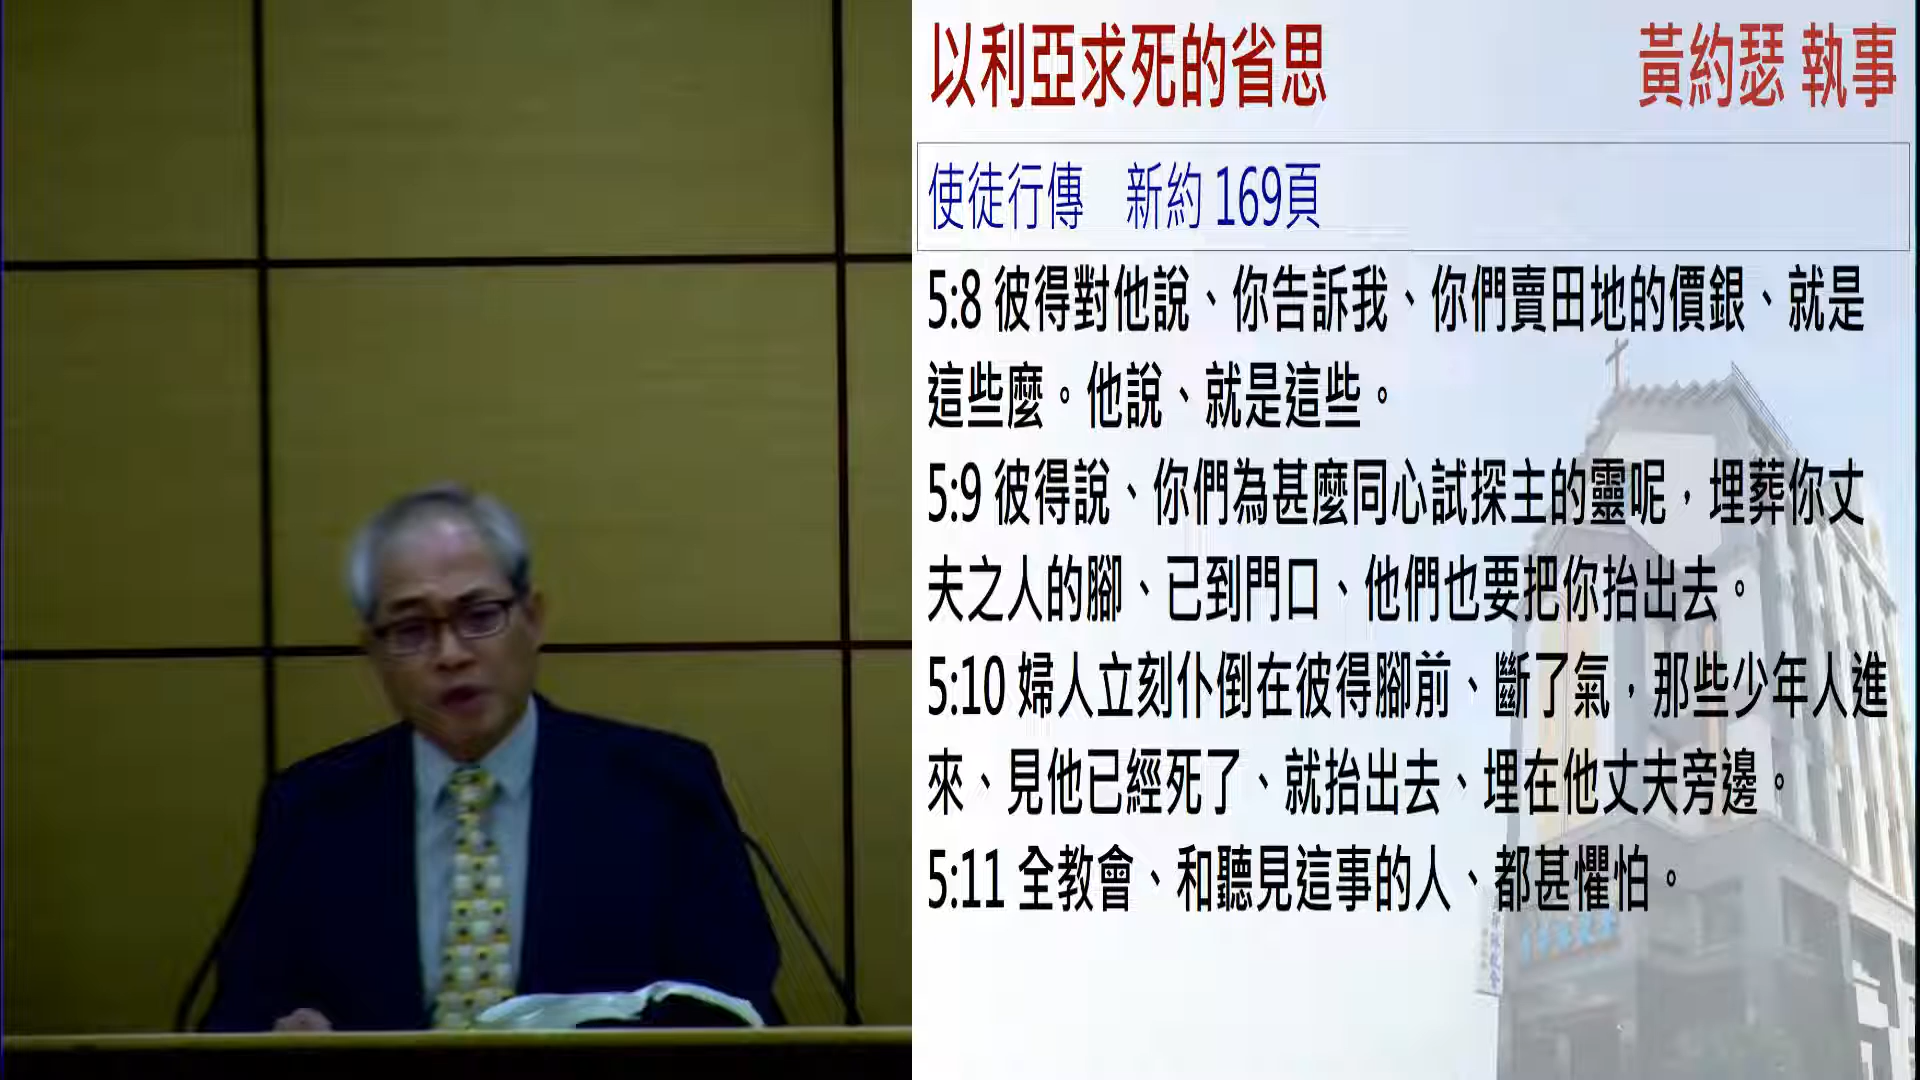 以利亞求死的省思
黃約瑟 執事
使徒行傳 新約 169頁
5:8 彼得對他說、你告訴我、你們賣田地的價銀、就是
這些麼。他說、就是這些。
5:9 彼得說、你們為甚麼同心試探主的靈呢，埋葬你丈
夫之人的腳、已到門口、他們也要把你抬出去。
5:10 婦人立刻仆倒在彼得腳前、斷了氣，那些少年人進
來、見他已經死了、就抬出去、埋在他丈夫旁邊。
5:11 全教會、和聽見這事的人、都甚懼怕。